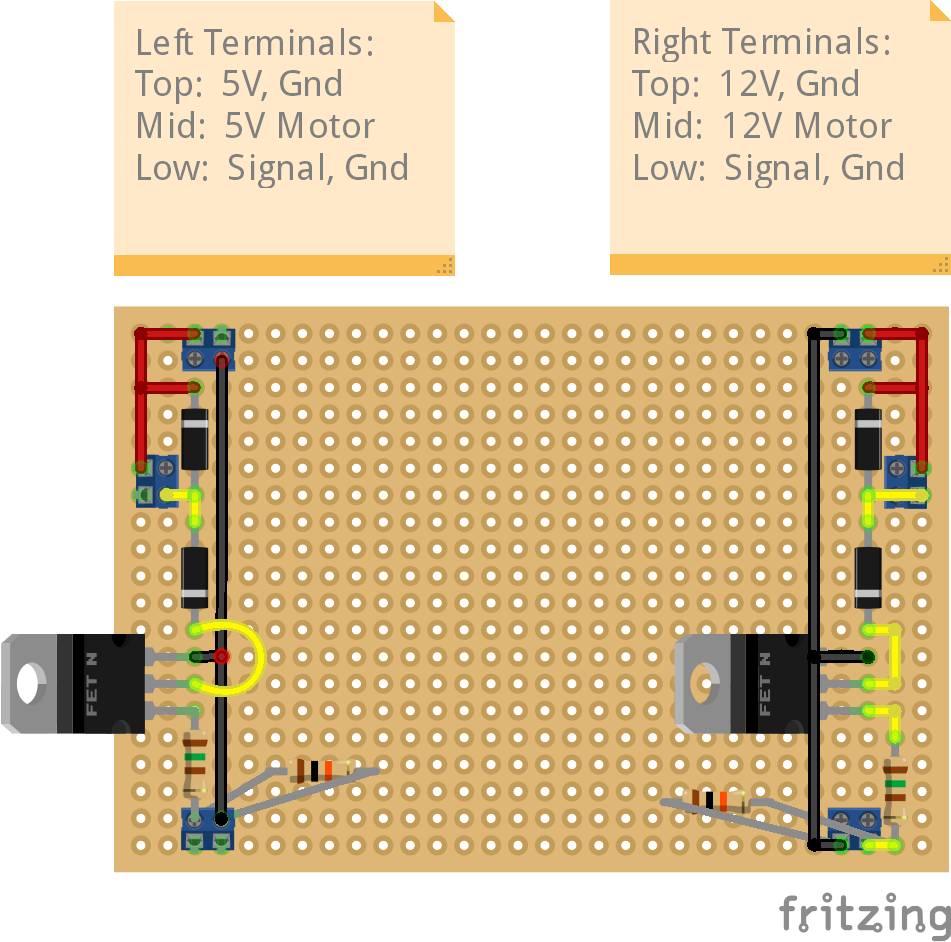 Left Terminals:
Top:  5V, Gnd
Mid:  5V Motor
Low:  Signal, Gnd
Right Terminals:
Top:  12V, Gnd
Mid:  12V Motor
Low:  Signal, Gnd
FET N
FET N
fritzing